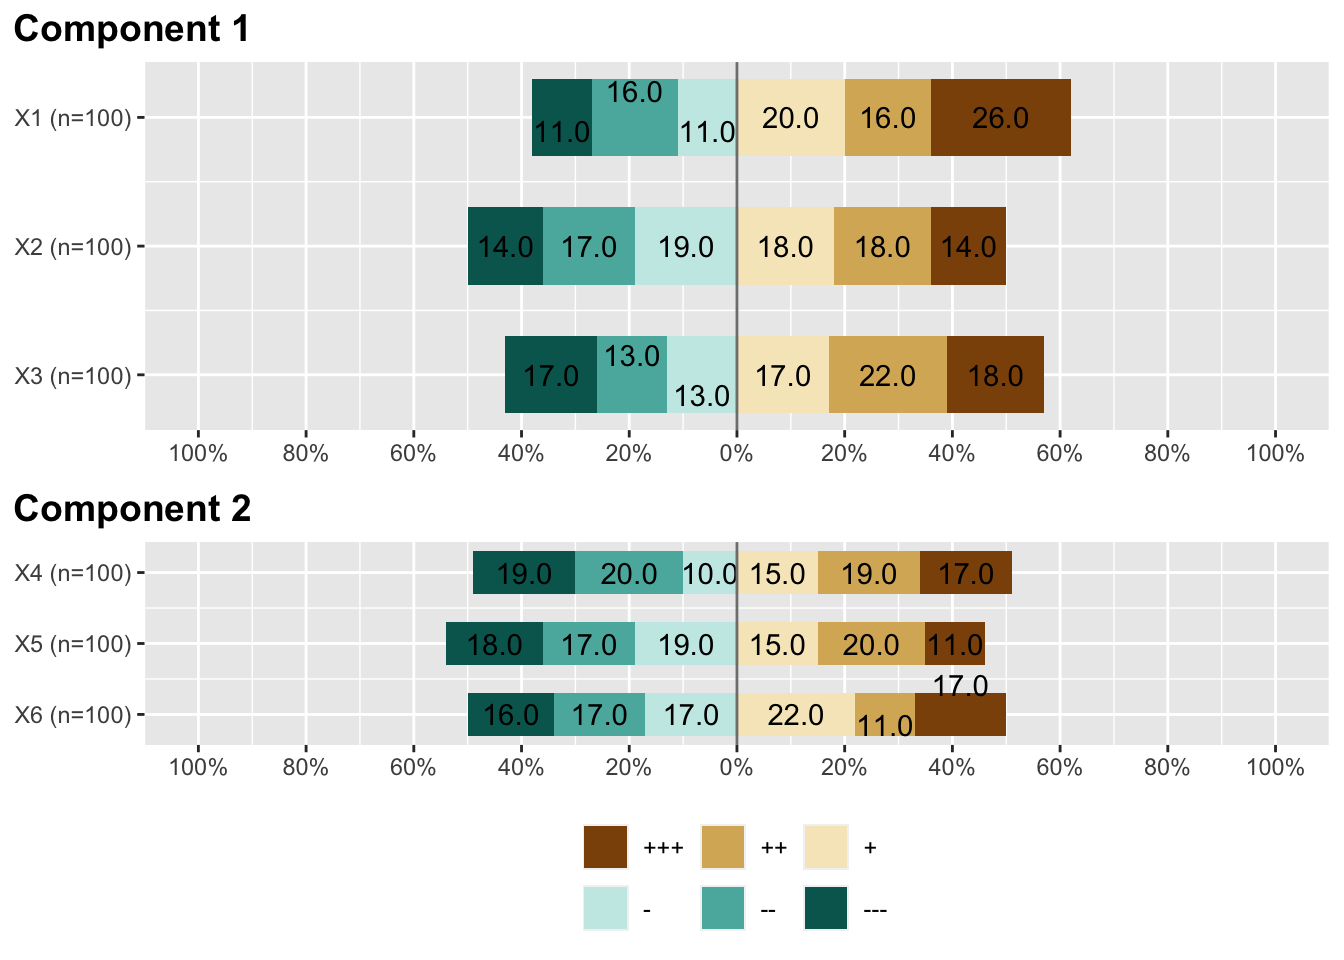 Component 1
X1 (n=100) 11.0 16.0 11.0 20.0 16.0 26.0
X2 (n=100) 14.0 17.0 19.0 18.0 18.0 14.0
X3 (n=100) 17.0 13.0 13.0 17.0 22.0 18.0
100% 80% 60% 40% 20% 0% 20% 40% 60% 80% 100%
Component 2
X4 (n=100) 19.0 20.0 10.0 15.0 19.0 17.0
X5 (n=100) 18.0 17.0 19.0 15.0 20.0 11.0
X6 (n=100) 16.0 17.0 17.0 22.0 11.0 17.0
100% 80% 60% 40% 20% 0% 20% 40% 60% 80% 100%
+++ ++ +
- -- ---